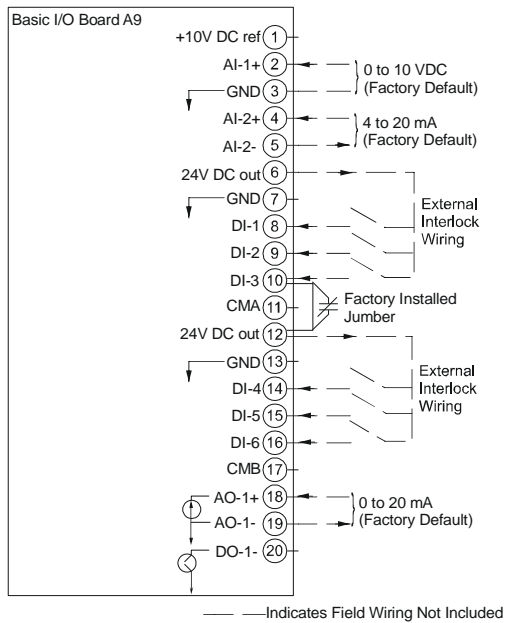 Basic I/O Board A9
+10V DC ref 1
AI-1+ 2
GND 3
0 to 10 VDC
(Factory Default)
AI-2+ 4
AI-2- 5
4 to 20 mA
(Factory Default)
24V DC out 6
GND 7
DI-1 8
DI-2 9
DI-3 10
External
Interlock
Wiring
CMA 11
Factory Installed
Jumber
24V DC out 12
GND 13
DI-4 14
DI-5 15
DI-6 16
External
Interlock
Wiring
CMB 17
AO-1+ 18
AO-1- 19
0 to 20 mA
(Factory Default)
DO-1- 20
Indicates Field Wiring Not Included